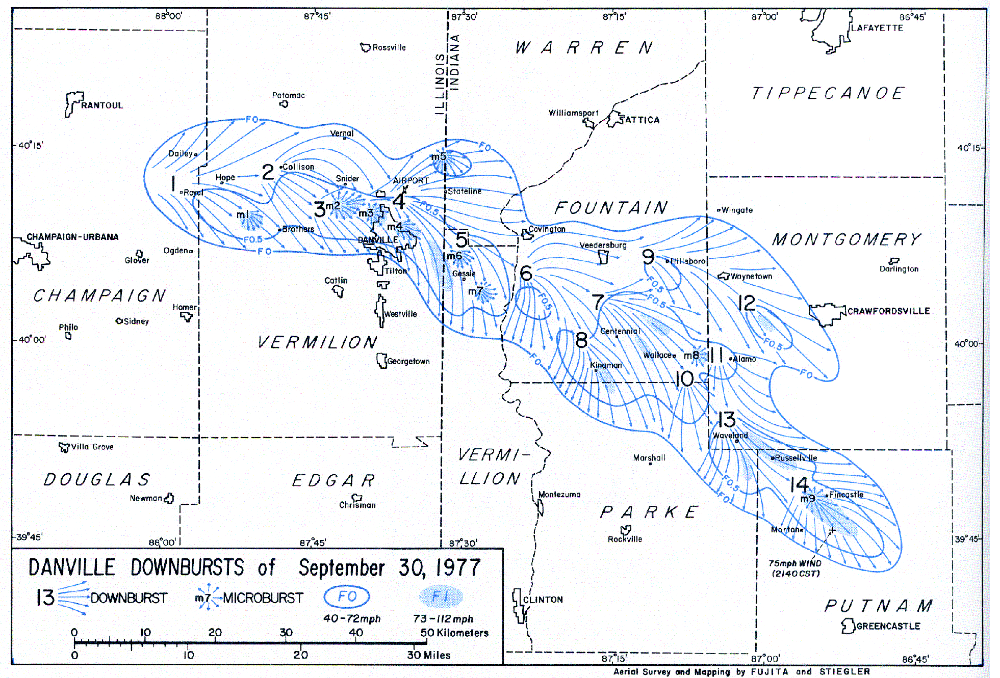 88°00' 87°45' 87°30' 87°15' 87°00' 86°45'
LAFAYETTE
Rossville
WARREN
ILLINOIS
INDIANA
TIPPECANOE
Potomac
RANTOUL
Williamsport
ATTICA
F0
Vernal
40°15' 40°15'
Dailey
m5
F0
2
Collison
1
Hope
Snider
AIRPORT
Royal
Stateline
4
3
m2
F0.5
FOUNTAIN
Wingate
m1
m3
m4
Brothers
Covington
CHAMPAIGN-URBANA
F0.5
DANVILLE
5
MONTGOMERY
Ogden
F0
Veedersburg
m6
9
Glover
Hillsboro
Darlington
Tilton
Gessie
6
Waynetown
Catlin
F0.5
CHAMPAIGN
m7
F0.5
7
F0.5
12
Homer
Westville
CRAWFORDSVILLE
Sidney
Philo
Centennial
40°00' 40°00'
VERMILION
8
F0.5
Wallace
m8
11
Alamo
Georgetown
F0
Kingman
F0
10
13
Waveland
Villa Grove
VERMI-
LLION
Marshall
Russellville
DOUGLAS
EDGAR
F0.5
14
Newman
Chrisman
Montezuma
F0
m9
Fincastle
PARKE
Morton
Rockville
39°45' 39°45'
88°00' 87°45' 87°30'
75mph WIND
(2140 CST)
DANVILLE DOWNBURSTS of September 30, 1977
13 DOWNBURST m7 MICROBURST F0 F1
40-72mph 73-112mph
0 10 20 30 40 50 Kilometers
0 10 20 30 Miles
CLINTON
PUTNAM
GREENCASTLE
87°15' 87°00' 86°45'
Aerial Survey and Mapping by FUJITA and STIEGLER